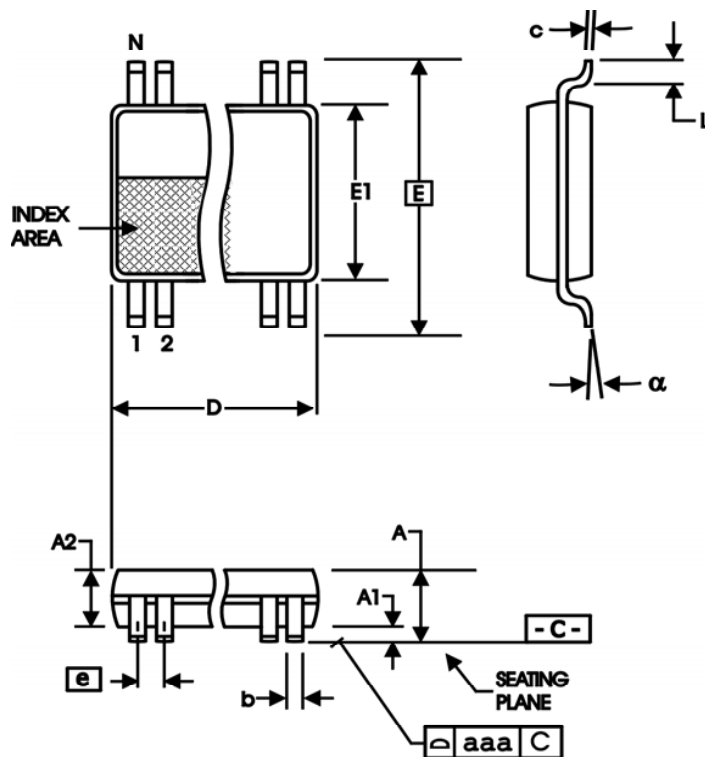 N
c
L
E1
E
INDEX
AREA
1 2
α
D
A2
A
A1
- C -
e
b
SEATING
PLANE
aaa C